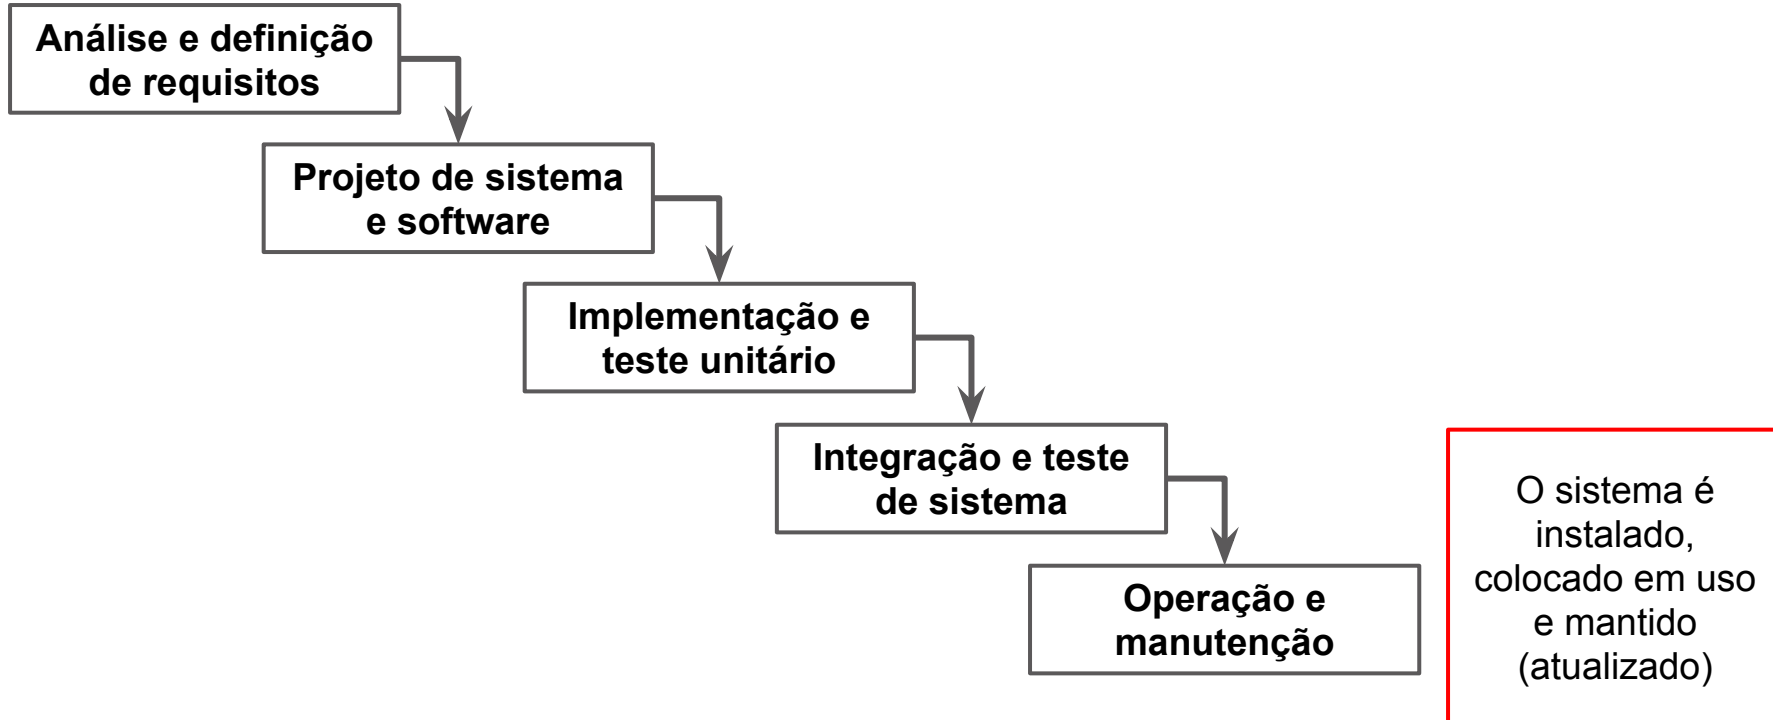 Análise e definição
de requisitos
Projeto de sistema
e software
Implementação e
teste unitário
Integração e teste
de sistema
Operação e
manutenção
O sistema é
instalado,
colocado em uso
e mantido
(atualizado)